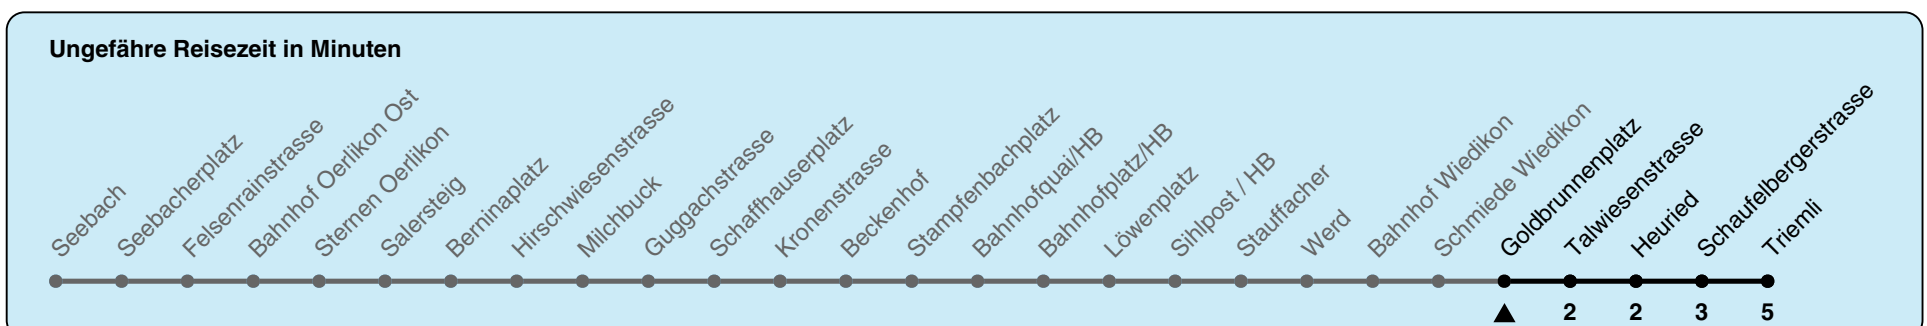 Ungefähre Reisezeit in Minuten
Seebach
Seebacherplatz
Felsenrainstrasse
Bahnhof Oerlikon Ost
Sternen Oerlikon
Salersteig
Berninaplatz
Hirschwiesenstrasse
Milchbuck
Guggachstrasse
Schaffhauserplatz
Kronenstrasse
Beckenhof
Stampfenbachplatz
Bahnhofquai/HB
Bahnhofplatz/HB
Löwenplatz
Sihlpost / HB
Stauffacher
Werd
Bahnhof Wiedikon
Schmiede Wiedikon
Goldbrunnenplatz
Talwiesenstrasse
Heuried
Schaufelbergerstrasse
Triemli
2 2 3 5